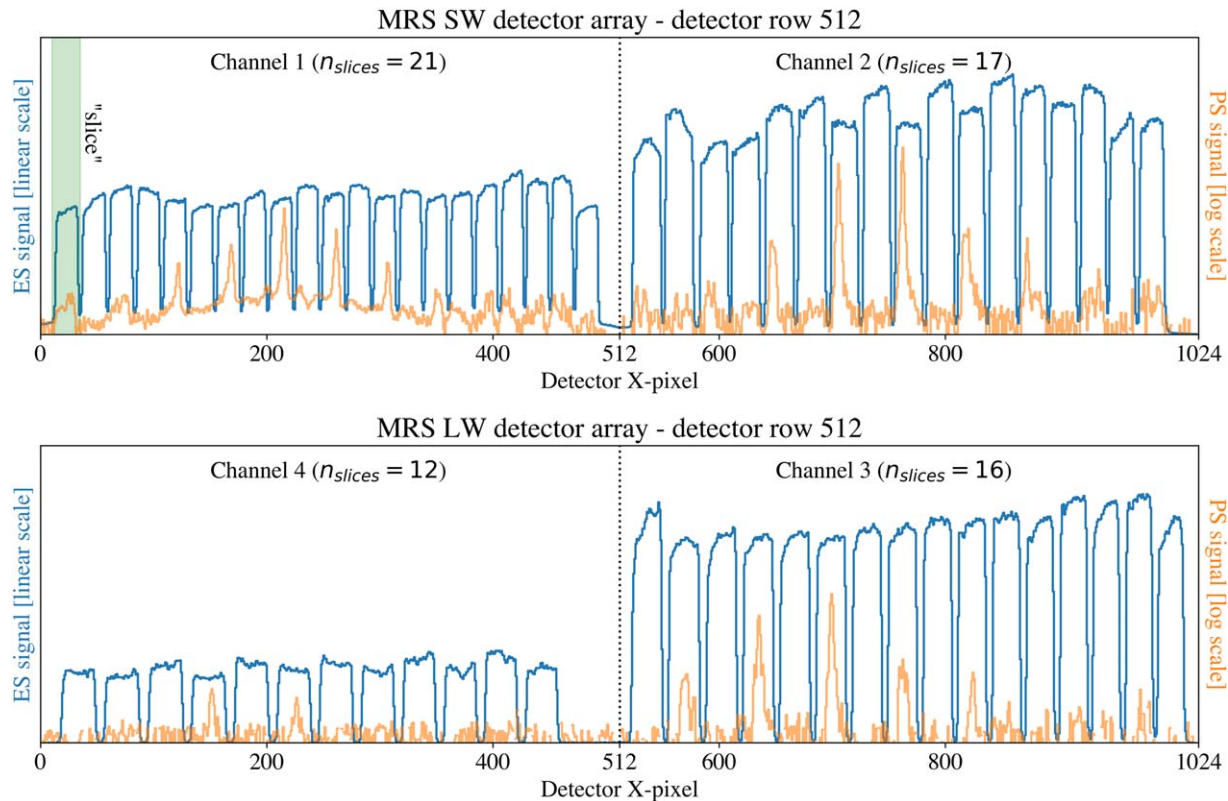 MRS SW detector array - detector row 512
Channel 1 (n_slices = 21)
Channel 2 (n_slices = 17)
"slice"
ES signal [linear scale]
PS signal [log scale]
0 200 400 512 600 800 1024
Detector X-pixel
MRS LW detector array - detector row 512
Channel 4 (n_slices = 12)
Channel 3 (n_slices = 16)
ES signal [linear scale]
PS signal [log scale]
0 200 400 512 600 800 1024
Detector X-pixel